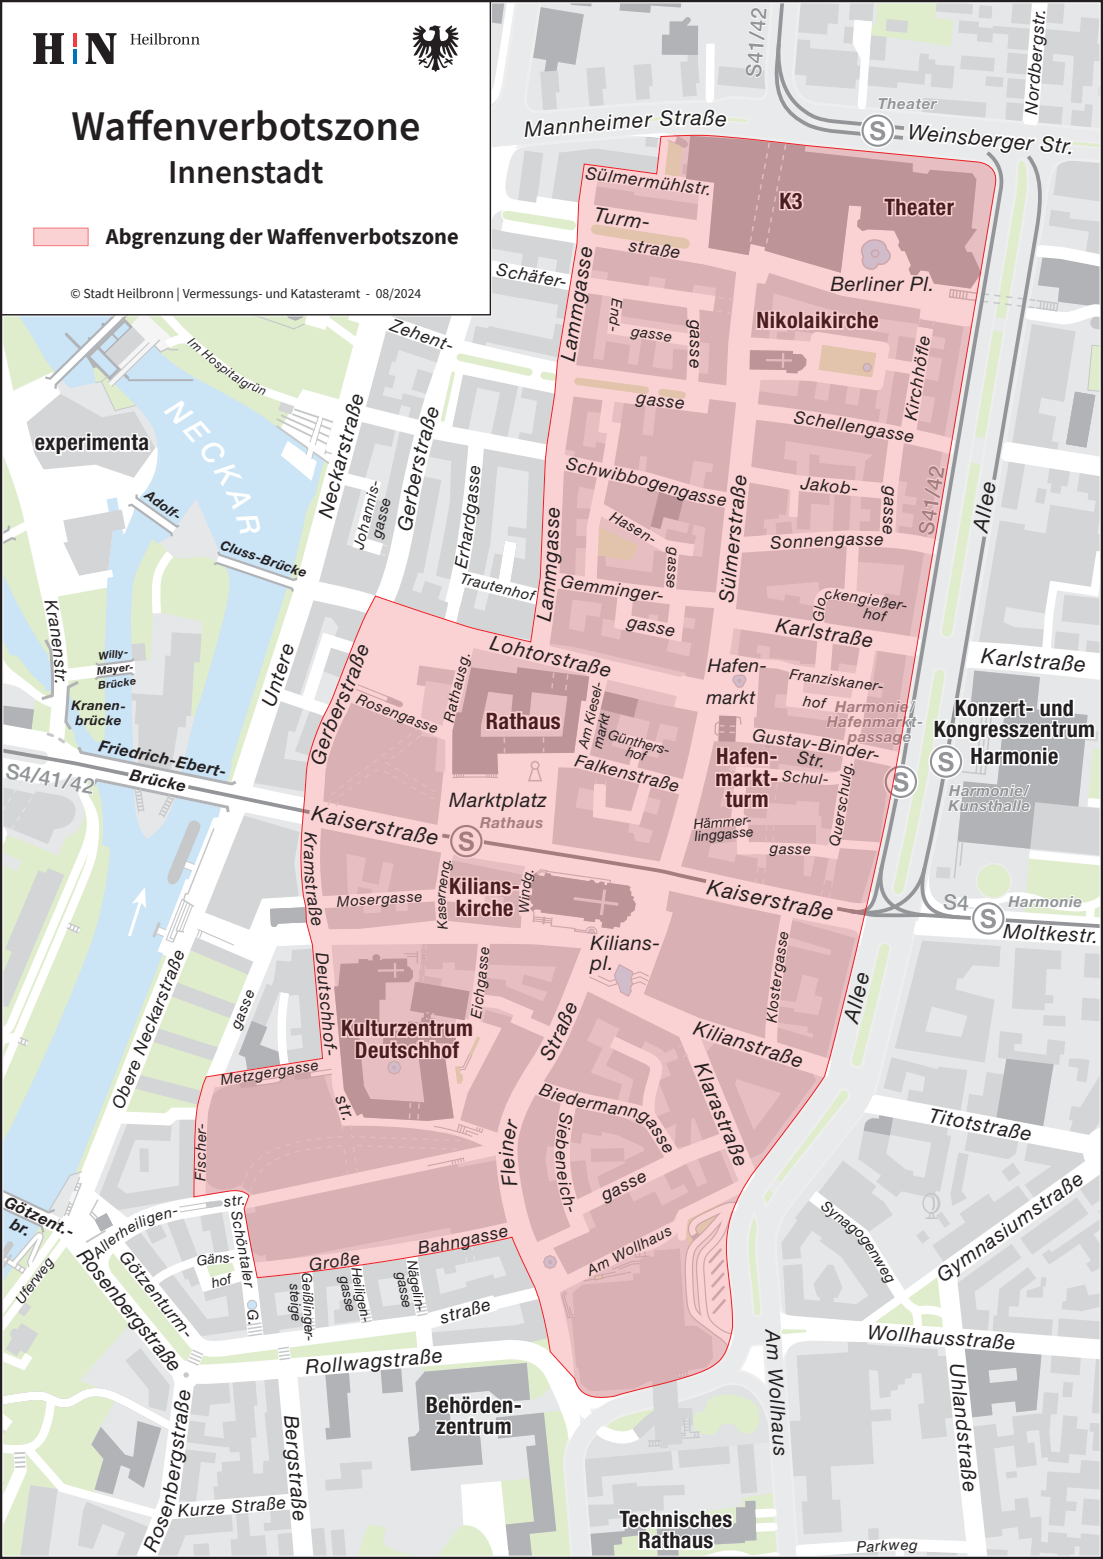 HiN Heilbronn
Waffenverbotszone
Innenstadt
Abgrenzung der Waffenverbotszone
© Stadt Heilbronn | Vermessungs- und Katasteramt - 08/2024
S41/42
Nordbergstr.
Theater
S
Mannheimer Straße
Weinsberger Str.
Sülmermühlstr.
K3
Theater
Turm-
straße
Schäfer-
Lammgasse
Berliner Pl.
End-
gasse
gasse
Nikolaikirche
Zehent-
Im Hospitalgrün
Kirchhöfle
gasse
NECKAR
experimenta
Neckarstraße
Gerberstraße
Schellengasse
Schwibbogengasse
Jakob-
gasse
S41/42
Allee
Johannis-
gasse
Erhardgasse
Adolf-
Cluss-Brücke
Lammgasse
Hasen-
gasse
Sülmerstraße
Sonnengasse
Trautenhof
Gemminger-
gasse
Glockengießer-
hof
Karlstraße
Karlstraße
Kranenstr.
Willy-
Mayer-
Brücke
Kranen-
brücke
Untere
Gerberstraße
Lohtorstraße
Rathausg.
Rosengasse
Rathaus
Am Kiesel-
markt
Günthers-
hof
Falkenstraße
Hafen-
markt
Franziskaner-
hof
Harmonie/
Hafenmarkt-
passage
Konzert- und
Kongresszentrum
Harmonie
Gustav-Binder-
Str.
Hafen-
markt-
turm
Schul-
Querschulg.
S
S
Harmonie/
Kunsthalle
Friedrich-Ebert-
Brücke
S4/41/42
Marktplatz
Rathaus
S
Kaiserstraße
Hämmer-
linggasse
gasse
Kramstraße
Mosergasse
Kaserneng.
Kilians-
kirche
Windg.
Kaiserstraße
S4
S
Harmonie
Moltkestr.
Kilians-
pl.
Klostergasse
Allee
Obere Neckarstraße
gasse
Deutschhof-
Eichgasse
Kulturzentrum
Deutschhof
Straße
Kilianstraße
Klarastraße
Metzgergasse
str.
Biedermanngasse
Siebeneich-
gasse
Titotstraße
Fischer-
Fleiner
str.
Götzent.-
br.
Allerheiligen-
Schöntaler
G.
Gäns-
hof
Große
Bahngasse
Am Wollhaus
Synagogenweg
Gymnasiumstraße
Uferweg
Rosenbergstraße
Götzenturm-
Geißlinger-
steige
Heiligen-
gasse
Nägelin-
gasse
straße
Rollwagstraße
Wollhausstraße
Am Wollhaus
Uhlandstraße
Behörden-
zentrum
Rosenbergstraße
Bergstraße
Kurze Straße
Technisches
Rathaus
Parkweg